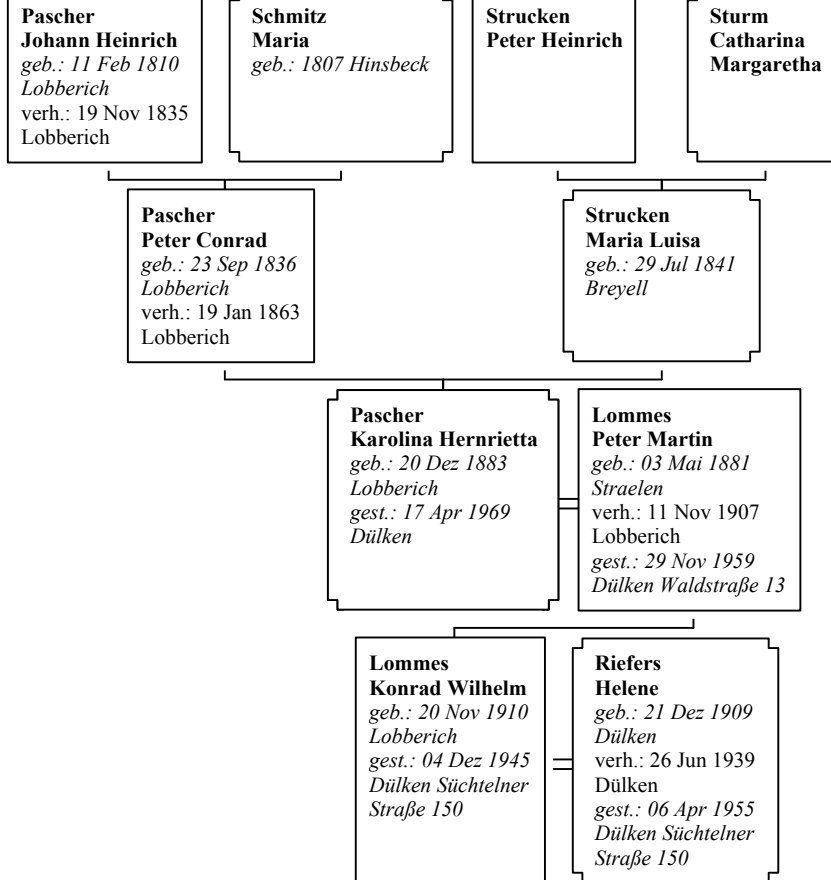 Pascher
Johann Heinrich
geb.: 11 Feb 1810
Lobberich
verh.: 19 Nov 1835
Lobberich
Schmitz
Maria
geb.: 1807 Hinsbeck
Strucken
Peter Heinrich
Sturm
Catharina
Margaretha
Pascher
Peter Conrad
geb.: 23 Sep 1836
Lobberich
verh.: 19 Jan 1863
Lobberich
Strucken
Maria Luisa
geb.: 29 Jul 1841
Breyell
Pascher
Karolina Hernrietta
geb.: 20 Dez 1883
Lobberich
gest.: 17 Apr 1969
Dülken
Lommes
Peter Martin
geb.: 03 Mai 1881
Straelen
verh.: 11 Nov 1907
Lobberich
gest.: 29 Nov 1959
Dülken Waldstraße 13
Lommes
Konrad Wilhelm
geb.: 20 Nov 1910
Lobberich
gest.: 04 Dez 1945
Dülken Süchtelner
Straße 150
Riefers
Helene
geb.: 21 Dez 1909
Dülken
verh.: 26 Jun 1939
Dülken
gest.: 06 Apr 1955
Dülken Süchtelner
Straße 150